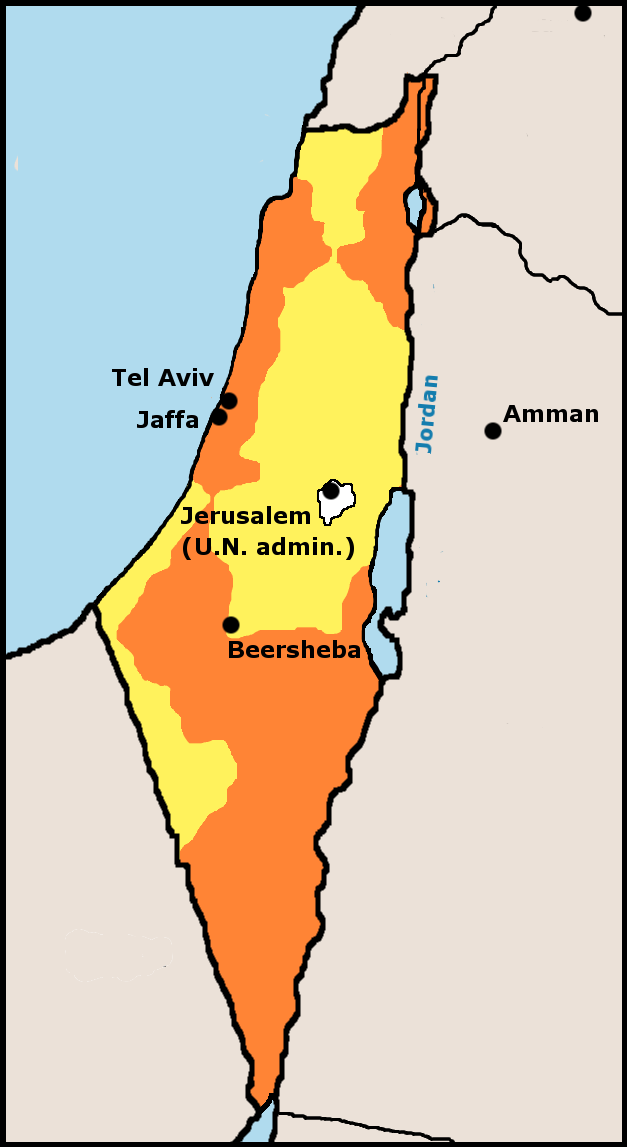 Tel Aviv
Jaffa
Amman
Jordan
Jerusalem
(U.N. admin.)
Beersheba